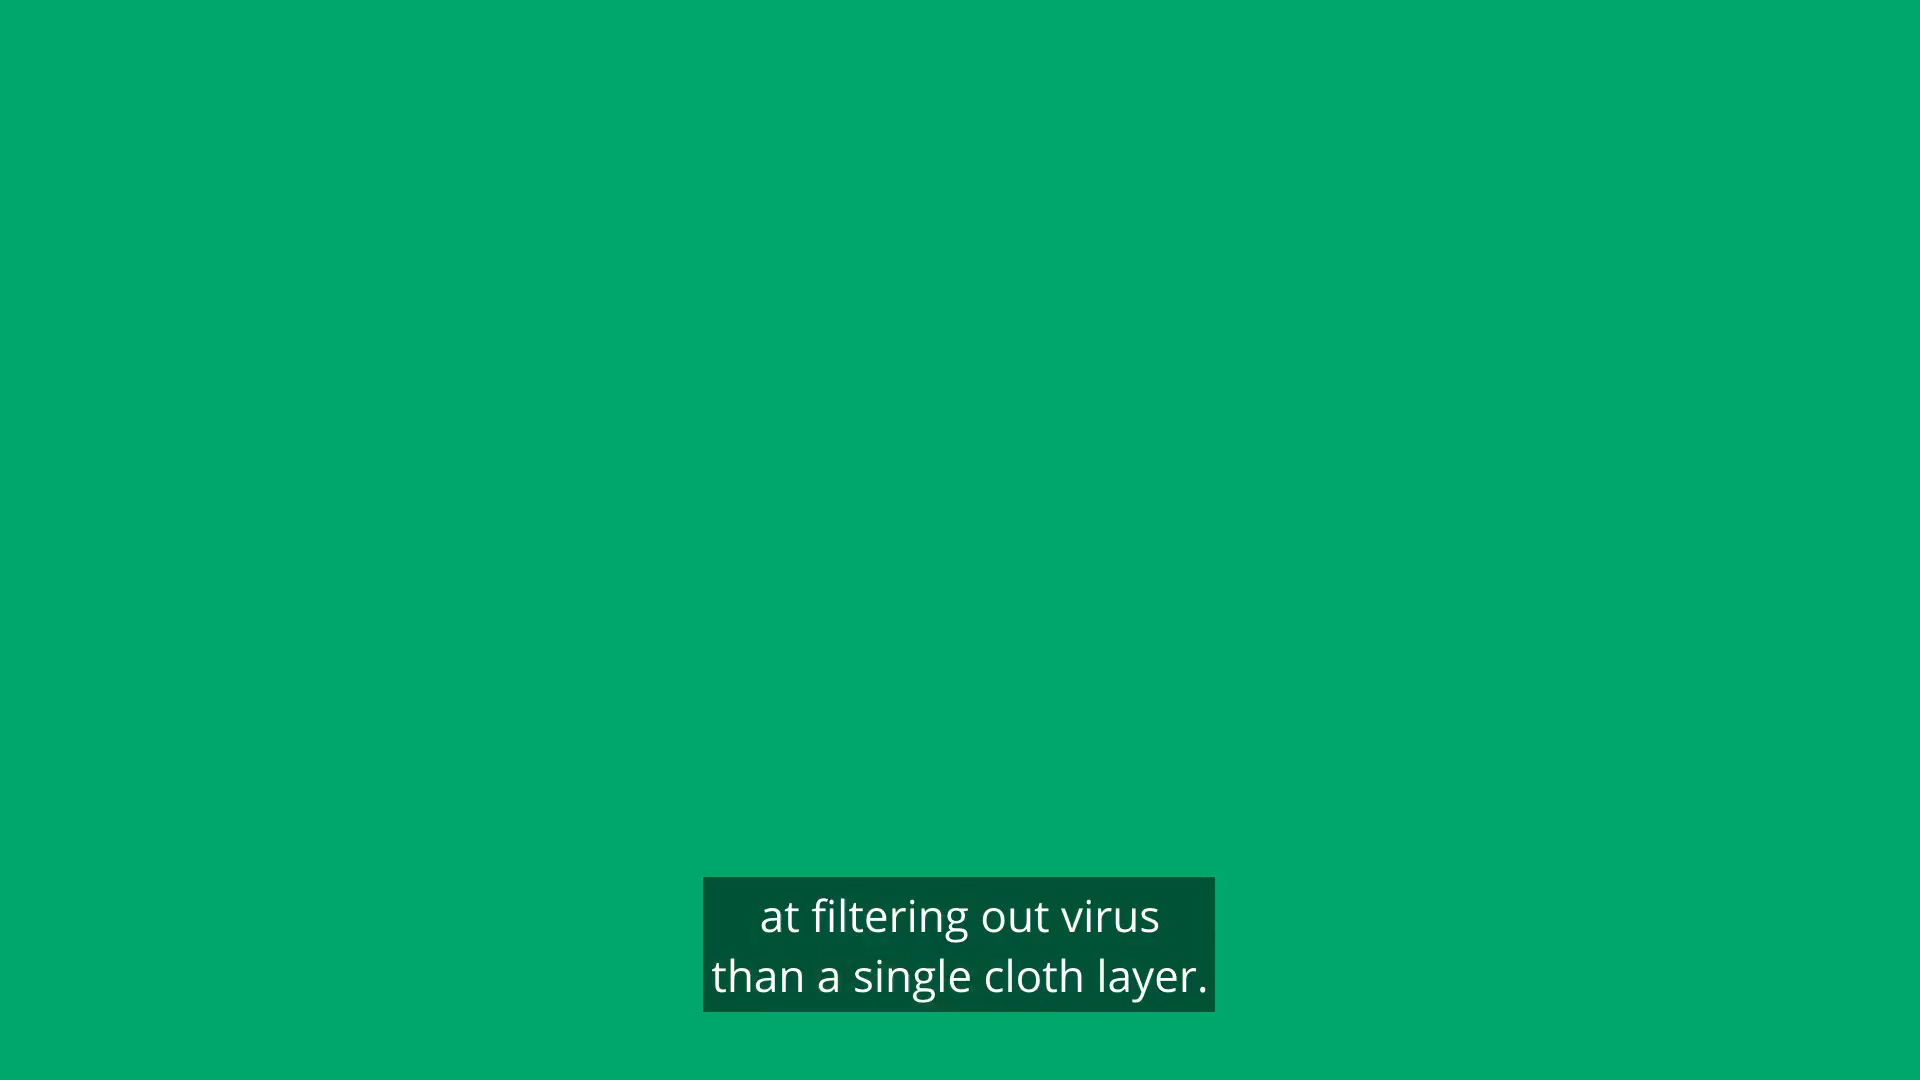 at filtering out virus
than a single cloth layer.